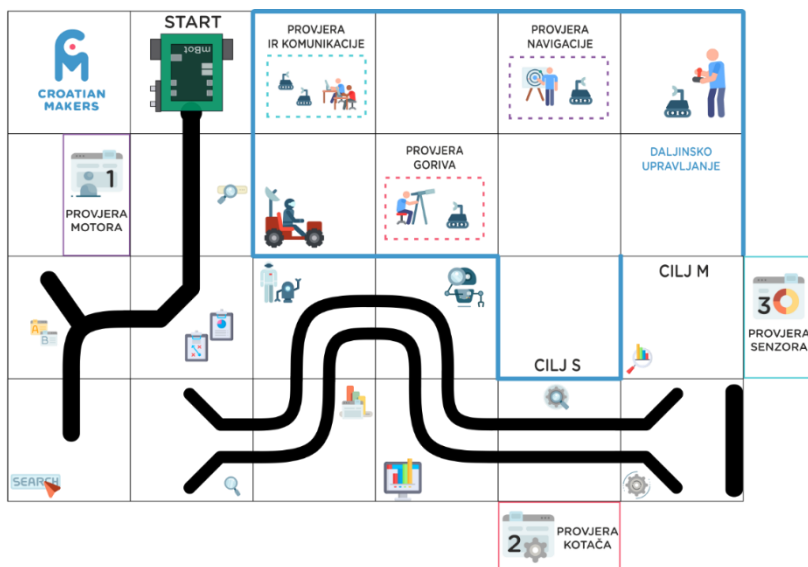 START
mBot
CROATIAN
MAKERS
PROVJERA
IR KOMUNIKACIJE
PROVJERA
NAVIGACIJE
1
PROVJERA
MOTORA
PROVJERA
GORIVA
DALJINSKO
UPRAVLJANJE
A
B
CILJ M
CILJ S
3
PROVJERA
SENZORA
SEARCH
2
PROVJERA
KOTAČA